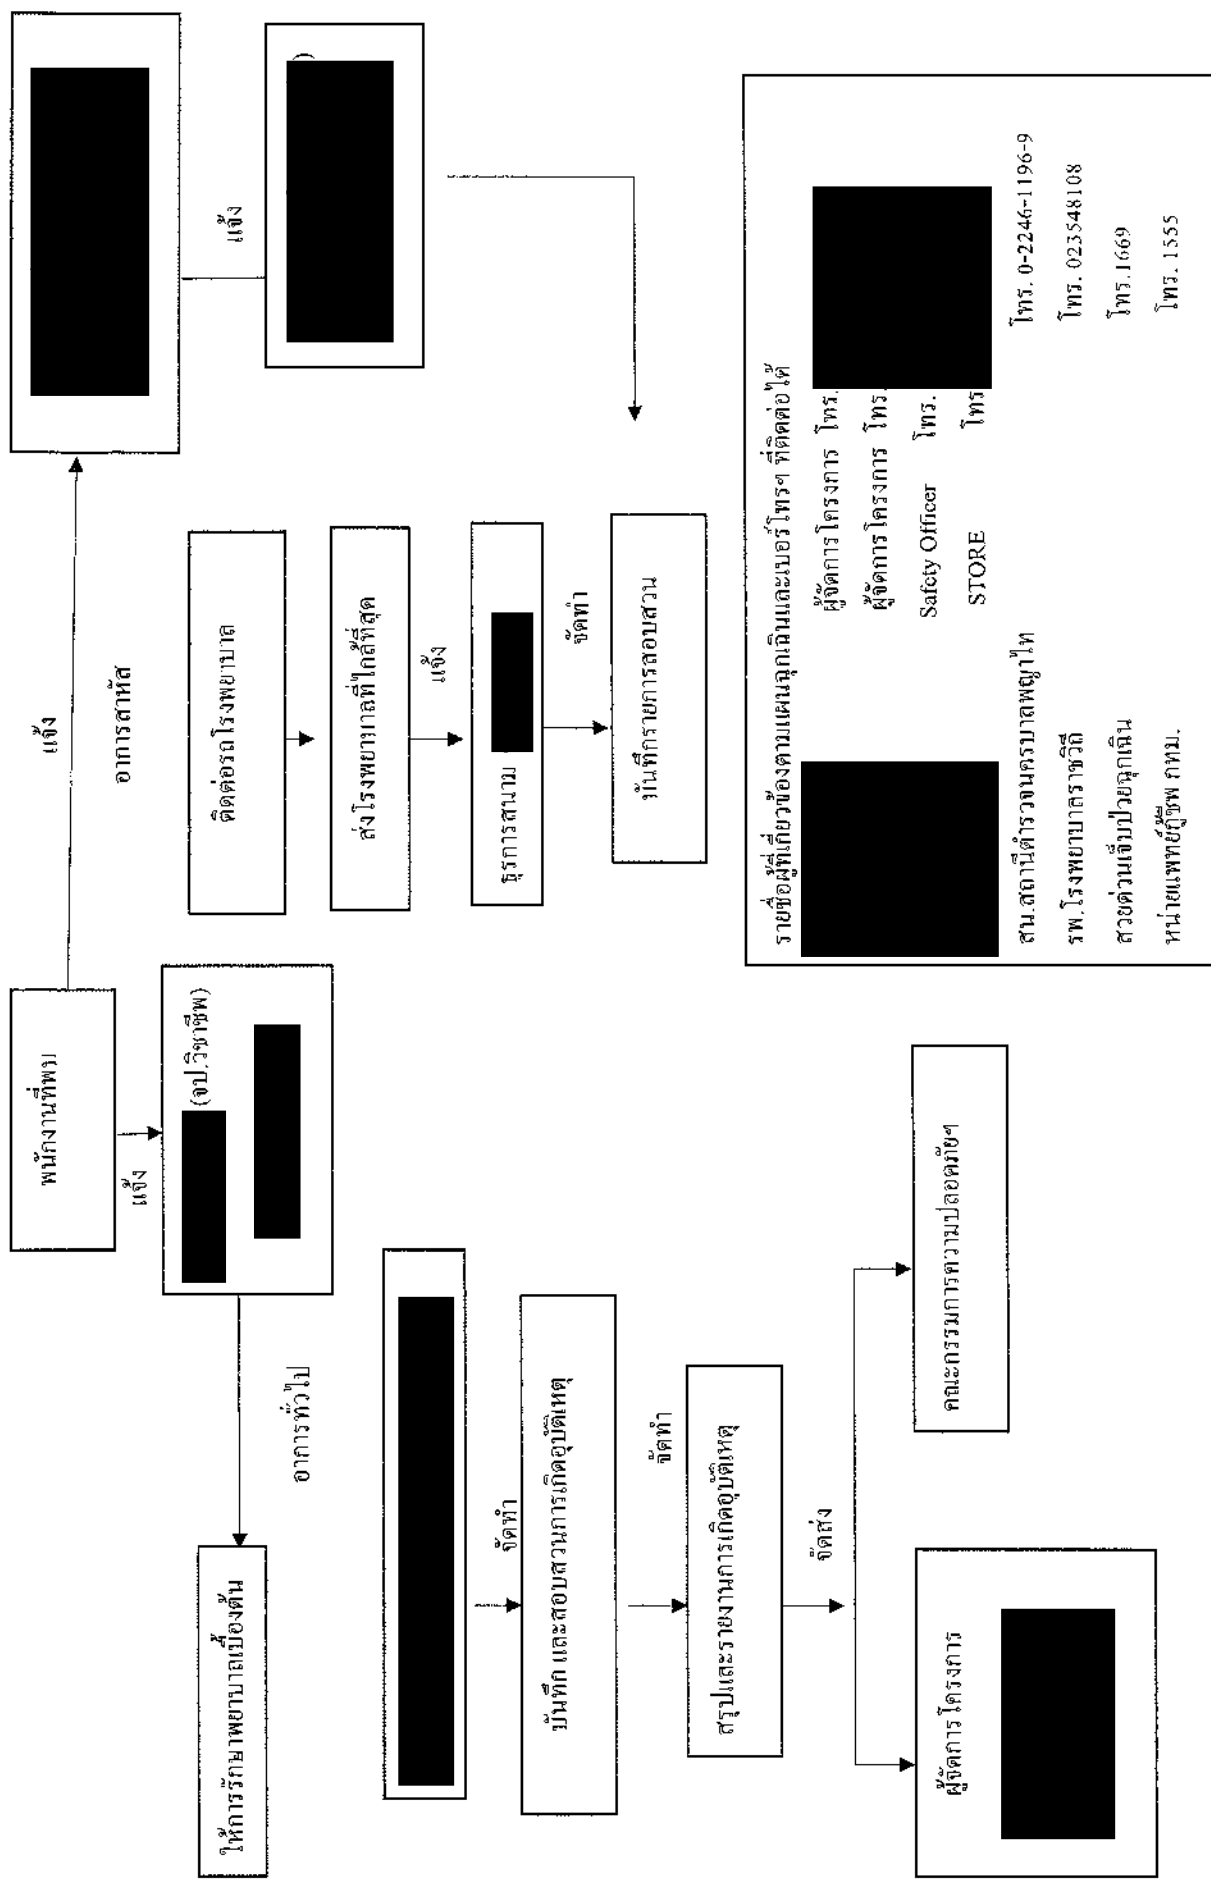 พนักงานที่พบ
แจ้ง
อาการสาหัส
แจ้ง
แจ้ง
(จป.วิชาชีพ)
อาการทั่วไป
ให้การรักษาพยาบาลเบื้องต้น
ติดต่อรถโรงพยาบาล
ส่งโรงพยาบาลที่ใกล้ที่สุด
แจ้ง
ธุรการสนาม
จัดทำ
บันทึกรายการสอบสวน
จัดทำ
บันทึก และสอบสวนการเกิดอุบัติเหตุ
จัดทำ
สรุปและรายงานการเกิดอุบัติเหตุ
จัดส่ง
ผู้จัดการโครงการ
คณะกรรมการความปลอดภัยฯ
รายชื่อผู้ที่เกี่ยวข้องตามแผนฉุกเฉินและเบอร์โทรฯ ที่ติดต่อได้
ผู้จัดการโครงการ โทร.
ผู้จัดการโครงการ โทร.
Safety Officer โทร.
STORE โทร
สน.สถานีตำรวจนครบาลพญาไท โทร. 0-2246-1196-9
รพ.โรงพยาบาลราชวิถี โทร. 023548108
สายด่วนเจ็บป่วยฉุกเฉิน โทร.1669
หน่วยแพทย์กู้ชีพ กทม. โทร. 1555